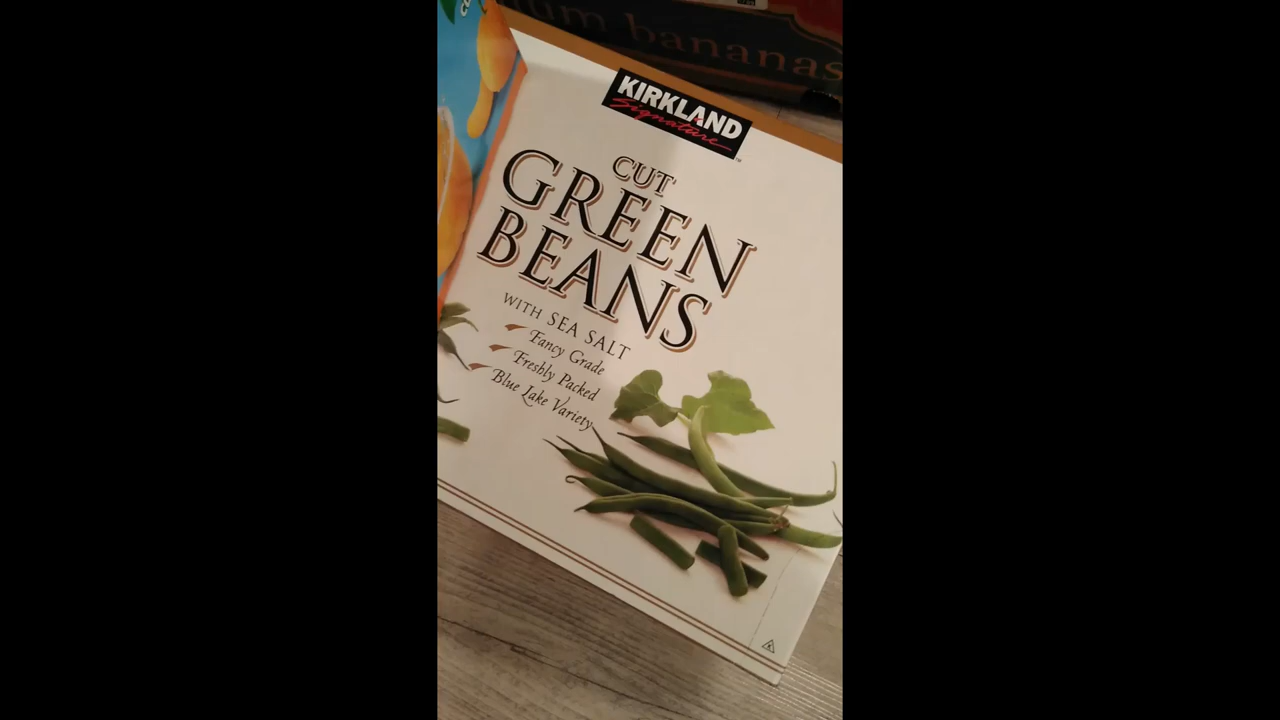 bananas
KIRKLAND
Signature
CUT
GREEN
BEANS
WITH SEA SALT
Fancy Grade
Freshly Packed
Blue Lake Variety